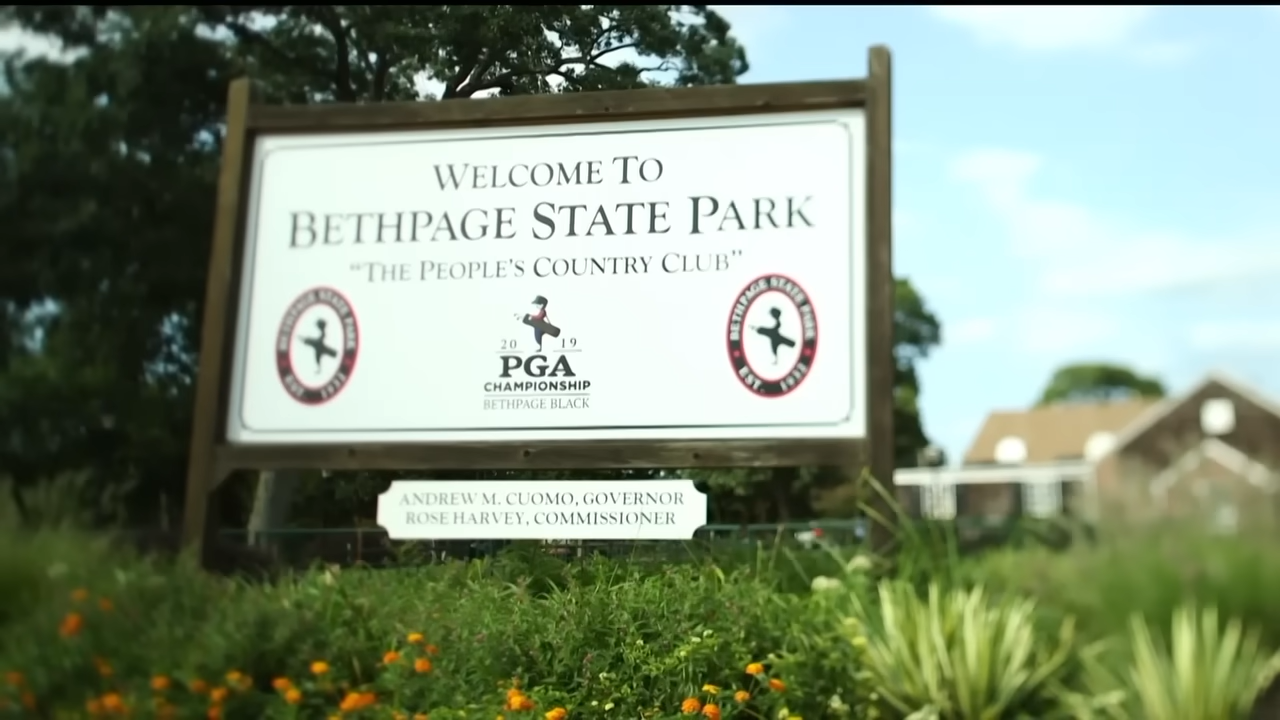 WELCOME TO
BETHPAGE STATE PARK
"THE PEOPLE'S COUNTRY CLUB"
BETHPAGE STATE PARK
EST. 1932
2019
PGA
CHAMPIONSHIP
BETHPAGE BLACK
BETHPAGE STATE PARK
EST. 1932
ANDREW M. CUOMO, GOVERNOR
ROSE HARVEY, COMMISSIONER